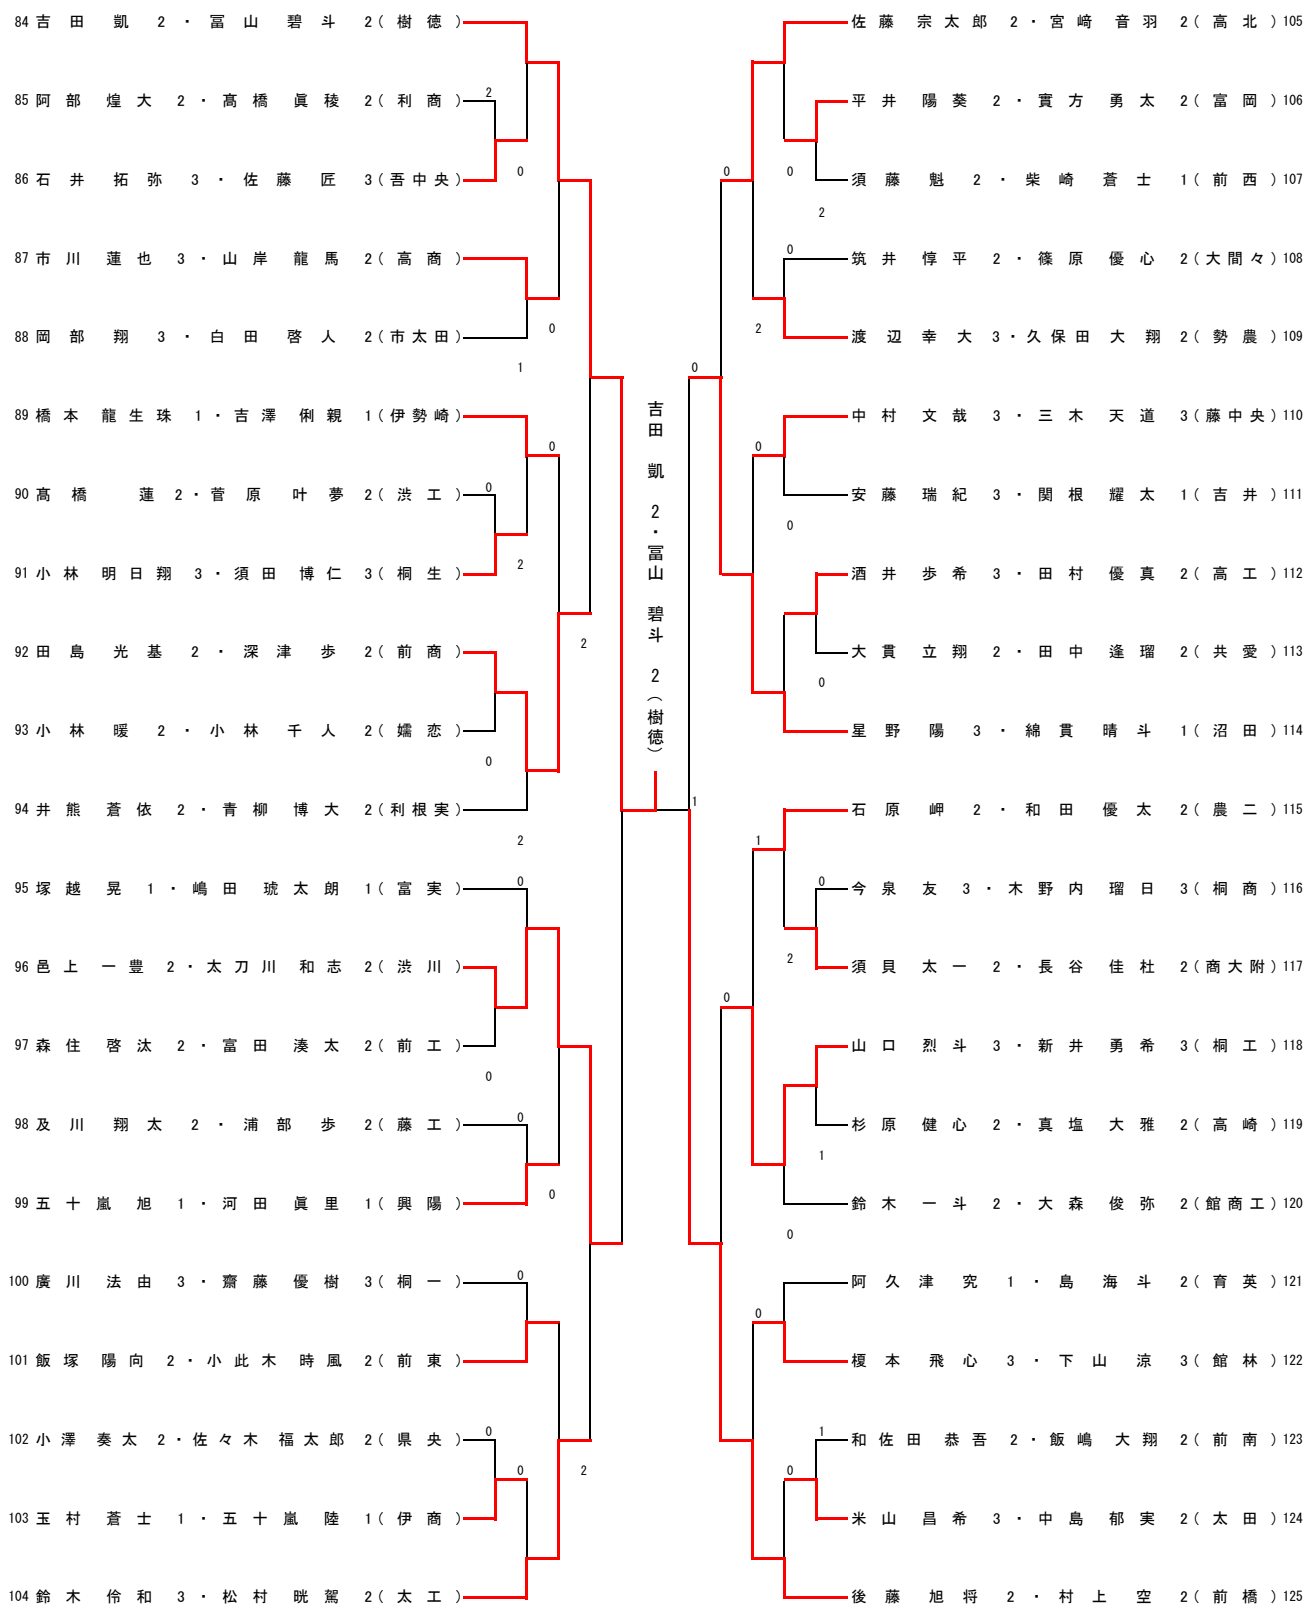 84 吉田 凱 2・冨山 碧斗 2(樹徳)
85 阿部 煌大 2・髙橋 眞稜 2(利商)
2
86 石井 拓弥 3・佐藤 匠 3(吾中央)
0
87 市川 蓮也 3・山岸 龍馬 2(高商)
88 岡部 翔 3・白田 啓人 2(市太田)
0
1
89 橋本 龍生珠 1・吉澤 俐親 1(伊勢崎)
0
90 髙橋 蓮 2・菅原 叶夢 2(渋工)
0
91 小林 明日翔 3・須田 博仁 3(桐生)
2
92 田島 光基 2・深津 歩 2(前商)
2
93 小林 暖 2・小林 千人 2(嬬恋)
0
94 井熊 蒼依 2・青柳 博大 2(利根実)
2
95 塚越 晃 1・嶋田 琥太朗 1(富実)
0
96 邑上 一豊 2・太刀川 和志 2(渋川)
97 森住 啓汰 2・富田 湊太 2(前工)
0
98 及川 翔太 2・浦部 歩 2(藤工)
0
99 五十嵐 旭 1・河田 眞里 1(興陽)
0
100 廣川 法由 3・齋藤 優樹 3(桐一)
0
101 飯塚 陽向 2・小此木 時風 2(前東)
102 小澤 奏太 2・佐々木 福太郎 2(県央)
0
0
2
103 玉村 蒼士 1・五十嵐 陸 1(伊商)
104 鈴木 伶和 3・松村 晄駕 2(太工)
吉田 凱 2・冨山 碧斗 2(樹徳)
1
0
佐藤 宗太郎 2・宮﨑 音羽 2(高北) 105
平井 陽葵 2・實方 勇太 2(富岡) 106
0
0
須藤 魁 2・柴崎 蒼士 1(前西) 107
2
0
筑井 惇平 2・篠原 優心 2(大間々) 108
2
渡辺 幸大 3・久保田 大翔 2(勢農) 109
中村 文哉 3・三木 天道 3(藤中央) 110
0
安藤 瑞紀 3・関根 耀太 1(吉井) 111
0
酒井 歩希 3・田村 優真 2(高工) 112
大貫 立翔 2・田中 逢瑠 2(共愛) 113
0
星野 陽 3・綿貫 晴斗 1(沼田) 114
石原 岬 2・和田 優太 2(農二) 115
1
0
今泉 友 3・木野内 瑠日 3(桐商) 116
2
須貝 太一 2・長谷 佳杜 2(商大附) 117
0
山口 烈斗 3・新井 勇希 3(桐工) 118
杉原 健心 2・真塩 大雅 2(高崎) 119
1
鈴木 一斗 2・大森 俊弥 2(館商工) 120
0
阿久津 究 1・島 海斗 2(育英) 121
0
榎本 飛心 3・下山 涼 3(館林) 122
1
和佐田 恭吾 2・飯嶋 大翔 2(前南) 123
0
米山 昌希 3・中島 郁実 2(太田) 124
後藤 旭将 2・村上 空 2(前橋) 125